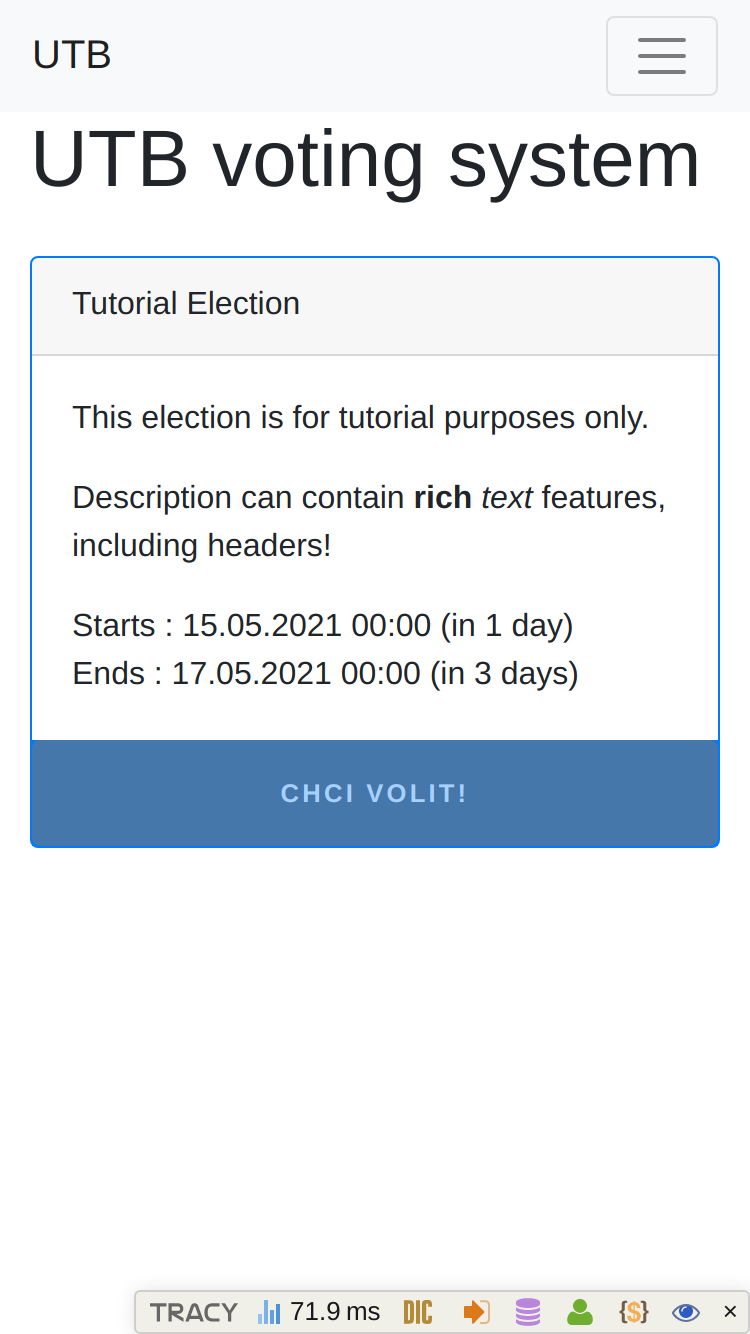 UTB
UTB voting system
Tutorial Election
This election is for tutorial purposes only.
Description can contain rich text features,
including headers!
Starts : 15.05.2021 00:00 (in 1 day)
Ends : 17.05.2021 00:00 (in 3 days)
CHCI VOLIT!
TRACY 71.9 ms DIC {$} ×